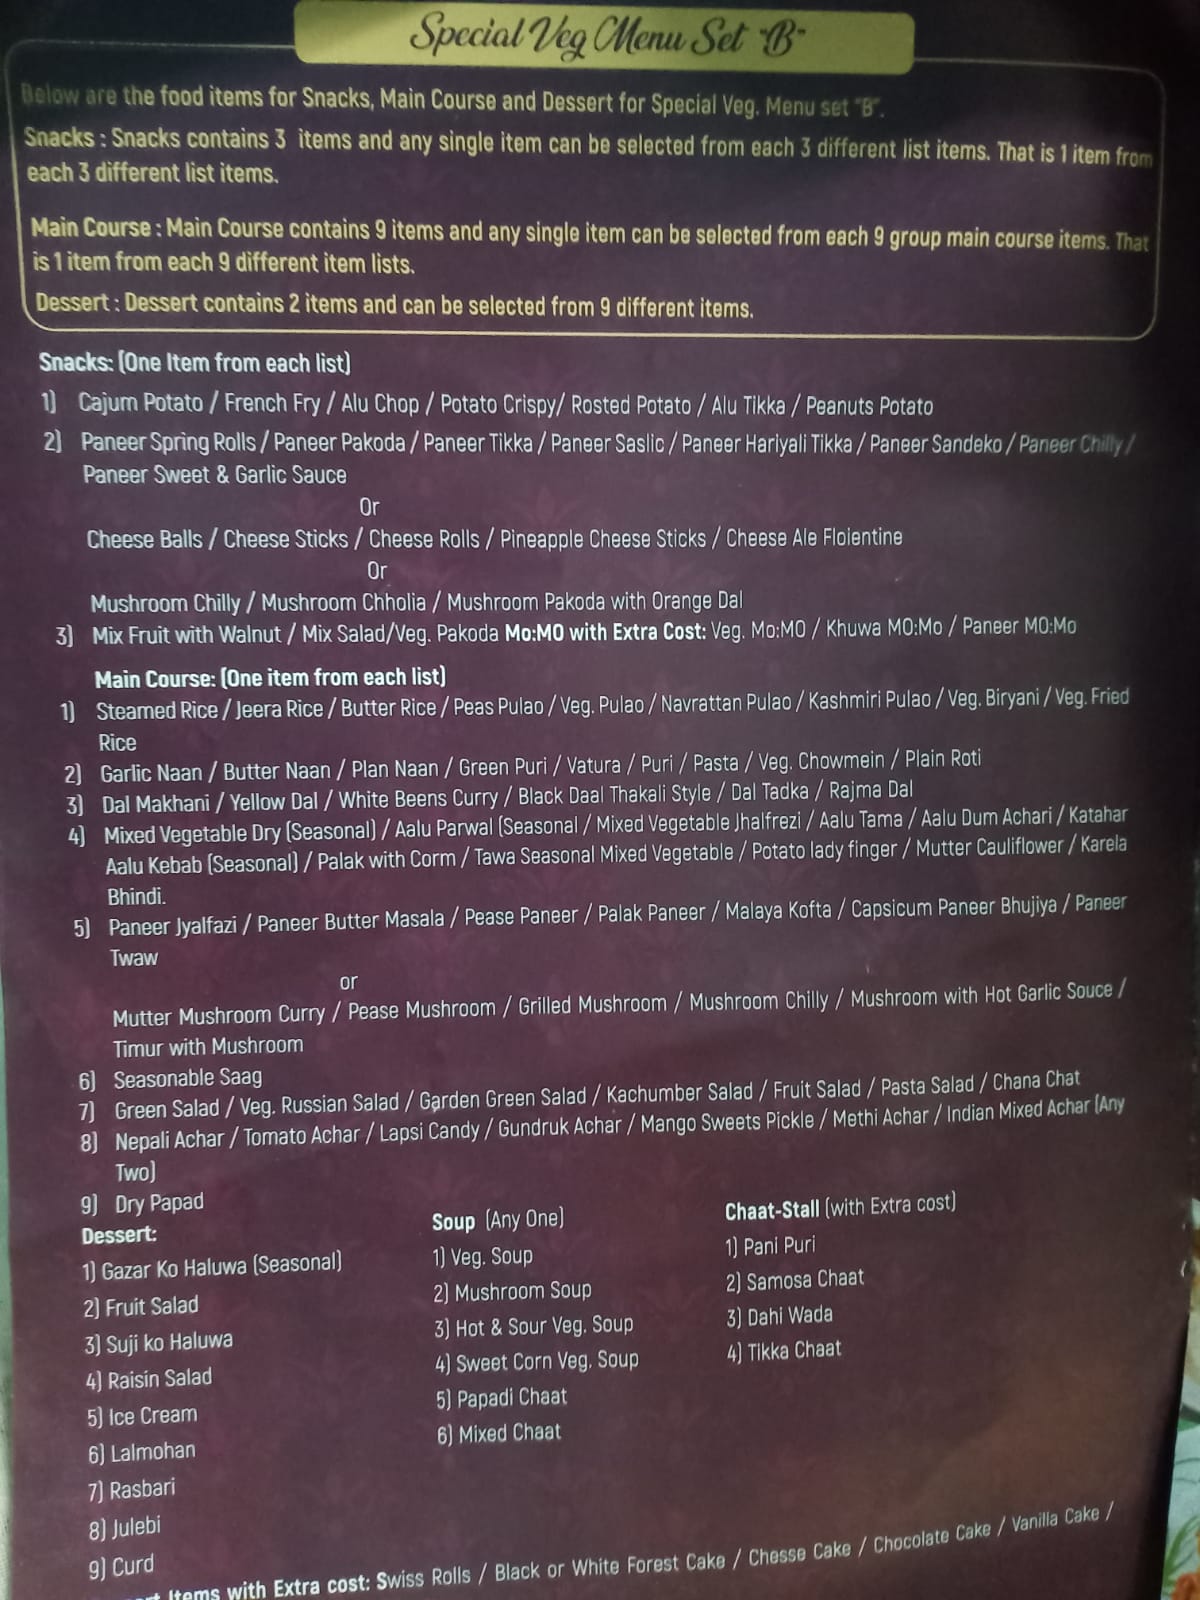 Special Veg Menu Set "B"
Below are the food items for Snacks, Main Course and Dessert for Special Veg. Menu set "B".
Snacks : Snacks contains 3 items and any single item can be selected from each 3 different list items. That is 1 item from
each 3 different list items.
Main Course : Main Course contains 9 items and any single item can be selected from each 9 group main course items. That
is 1 item from each 9 different item lists.
Dessert : Dessert contains 2 items and can be selected from 9 different items.
Snacks: (One Item from each list)
1) Cajum Potato / French Fry / Alu Chop / Potato Crispy/ Rosted Potato / Alu Tikka / Peanuts Potato
2) Paneer Spring Rolls / Paneer Pakoda / Paneer Tikka / Paneer Saslic / Paneer Hariyali Tikka / Paneer Sandeko / Paneer Chilly /
Paneer Sweet & Garlic Sauce
Or
Cheese Balls / Cheese Sticks / Cheese Rolls / Pineapple Cheese Sticks / Cheese Ale Floientine
Or
Mushroom Chilly / Mushroom Chholia / Mushroom Pakoda with Orange Dal
3) Mix Fruit with Walnut / Mix Salad/Veg. Pakoda Mo:MO with Extra Cost: Veg. Mo:MO / Khuwa MO:Mo / Paneer MO:Mo
Main Course: (One item from each list)
1) Steamed Rice / Jeera Rice / Butter Rice / Peas Pulao / Veg. Pulao / Navrattan Pulao / Kashmiri Pulao / Veg. Biryani / Veg. Fried
Rice
2) Garlic Naan / Butter Naan / Plan Naan / Green Puri / Vatura / Puri / Pasta / Veg. Chowmein / Plain Roti
3) Dal Makhani / Yellow Dal / White Beens Curry / Black Daal Thakali Style / Dal Tadka / Rajma Dal
4) Mixed Vegetable Dry (Seasonal) / Aalu Parwal (Seasonal / Mixed Vegetable Jhalfrezi / Aalu Tama / Aalu Dum Achari / Katahar
Aalu Kebab (Seasonal) / Palak with Corm / Tawa Seasonal Mixed Vegetable / Potato lady finger / Mutter Cauliflower / Karela
Bhindi.
5) Paneer Jyalfazi / Paneer Butter Masala / Pease Paneer / Palak Paneer / Malaya Kofta / Capsicum Paneer Bhujiya / Paneer
Twaw
or
Mutter Mushroom Curry / Pease Mushroom / Grilled Mushroom / Mushroom Chilly / Mushroom with Hot Garlic Souce /
Timur with Mushroom
6) Seasonable Saag
7) Green Salad / Veg. Russian Salad / Garden Green Salad / Kachumber Salad / Fruit Salad / Pasta Salad / Chana Chat
8) Nepali Achar / Tomato Achar / Lapsi Candy / Gundruk Achar / Mango Sweets Pickle / Methi Achar / Indian Mixed Achar (Any
Two)
9) Dry Papad
Dessert:
1) Gazar Ko Haluwa (Seasonal)
2) Fruit Salad
3) Suji ko Haluwa
4) Raisin Salad
5) Ice Cream
6) Lalmohan
7) Rasbari
8) Julebi
9) Curd
Soup (Any One)
1) Veg. Soup
2) Mushroom Soup
3) Hot & Sour Veg. Soup
4) Sweet Corn Veg. Soup
5) Papadi Chaat
6) Mixed Chaat
Chaat-Stall (with Extra cost)
1) Pani Puri
2) Samosa Chaat
3) Dahi Wada
4) Tikka Chaat
Items with Extra cost: Swiss Rolls / Black or White Forest Cake / Chesse Cake / Chocolate Cake / Vanilla Cake /